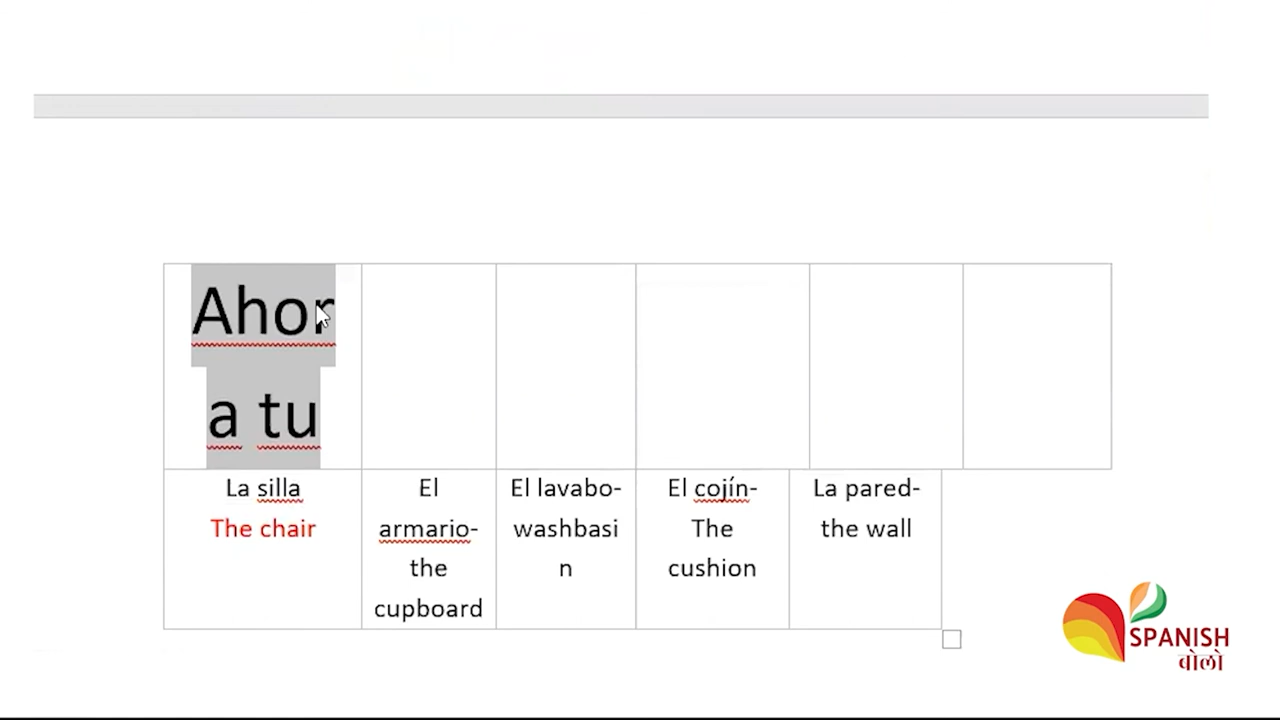 Ahor
a tu
La silla
The chair
El
armario-
the
cupboard
El lavabo-
washbasi
n
El cojín-
The
cushion
La pared-
the wall
SPANISH
बोलो